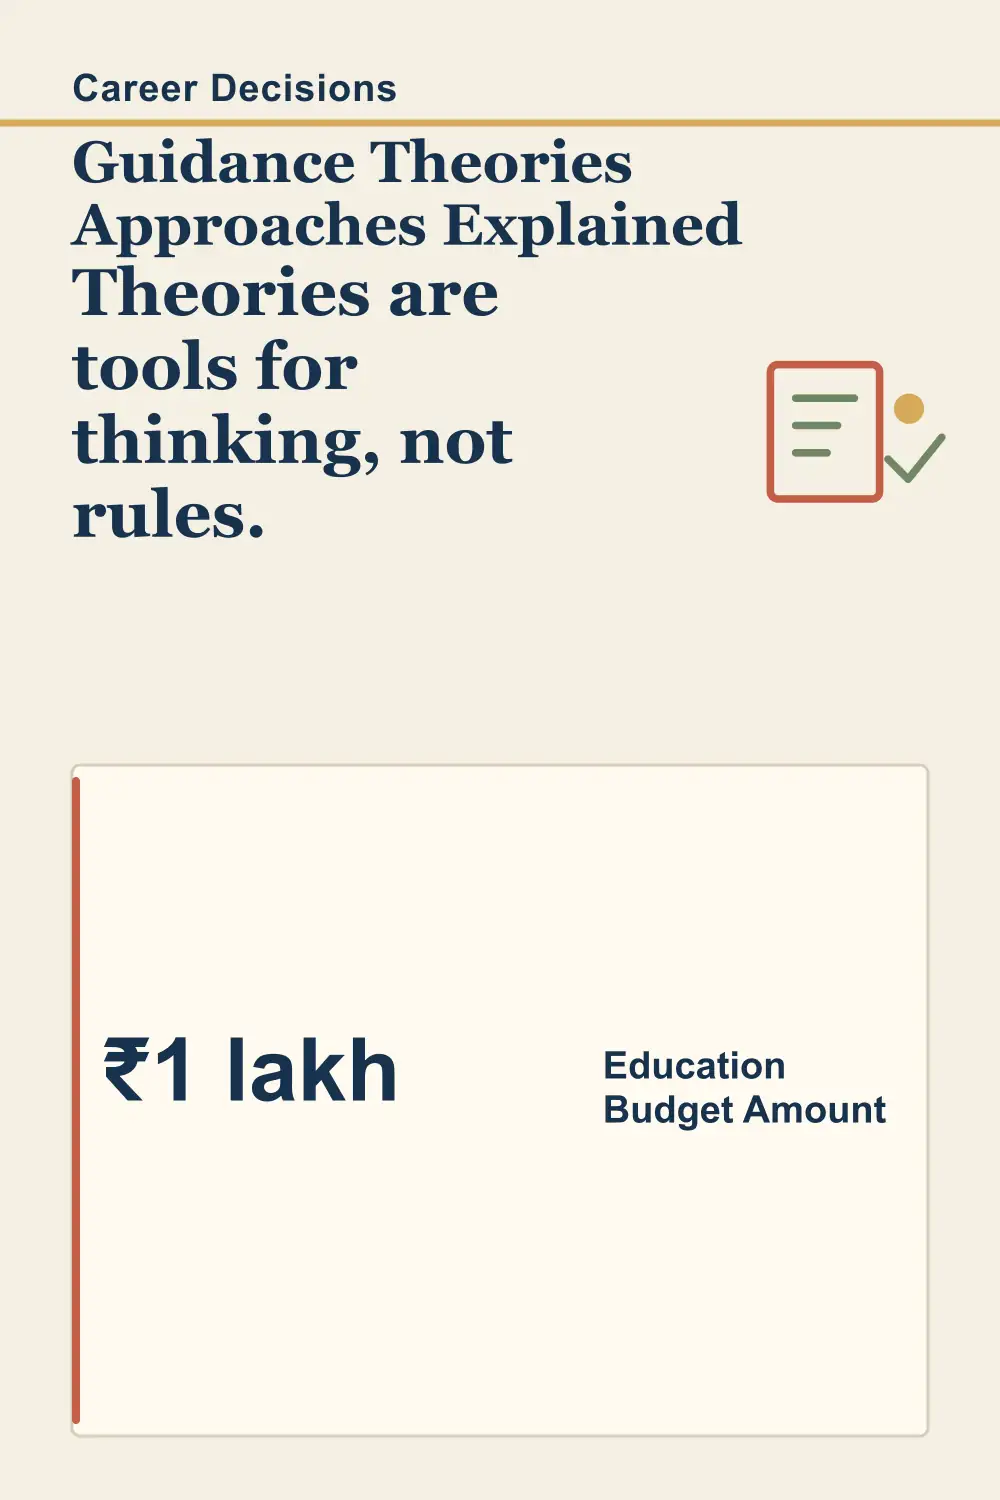 Career Decisions
Guidance Theories
Approaches Explained
Theories are
tools for
thinking, not
rules.
₹1 lakh
Education
Budget Amount